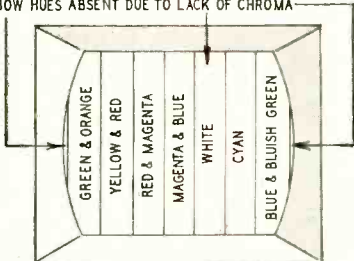 HUES ABSENT DUE TO LACK OF CHROMA
GREEN & ORANGE
YELLOW & RED
RED & MAGENTA
MAGENTA & BLUE
WHITE
CYAN
BLUE & BLUISH GREEN